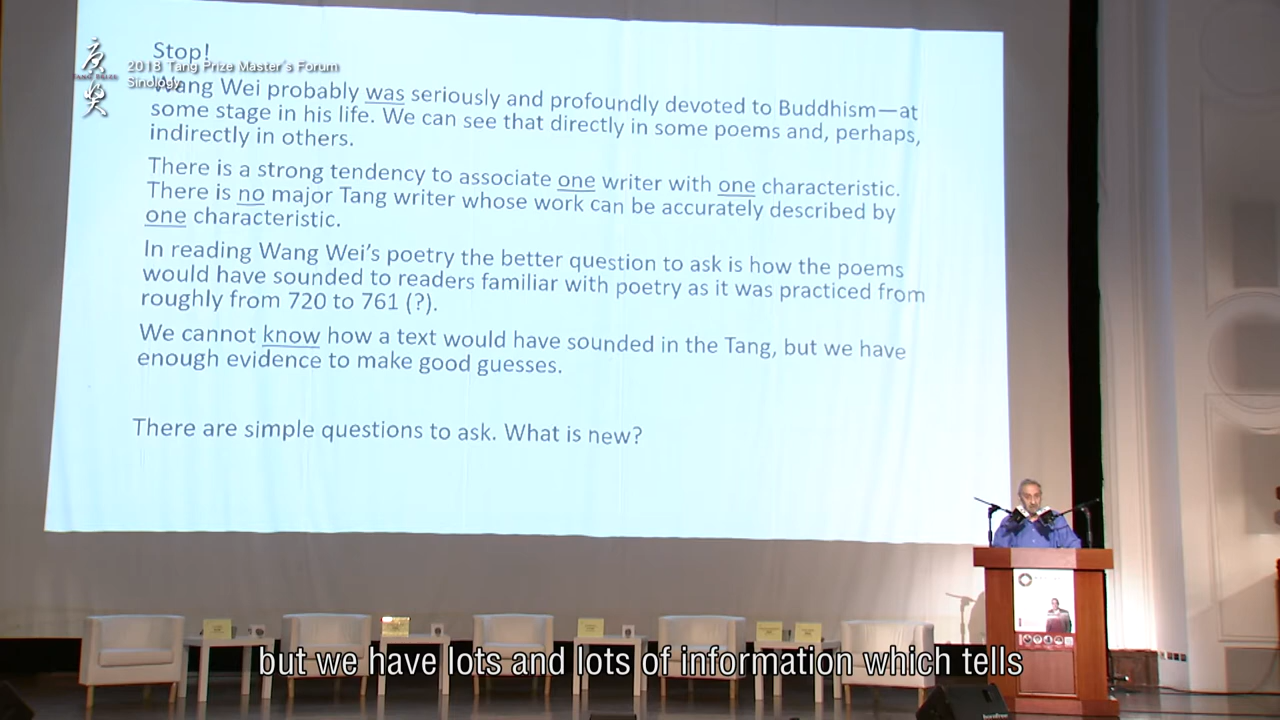 唐
奖
TANG PRIZE
2018 Tang Prize Master's Forum
Sinology
Stop!
Wang Wei probably was seriously and profoundly devoted to Buddhism—at
some stage in his life. We can see that directly in some poems and, perhaps,
indirectly in others.
There is a strong tendency to associate one writer with one characteristic.
There is no major Tang writer whose work can be accurately described by
one characteristic.
In reading Wang Wei's poetry the better question to ask is how the poems
would have sounded to readers familiar with poetry as it was practiced from
roughly from 720 to 761 (?).
We cannot know how a text would have sounded in the Tang, but we have
enough evidence to make good guesses.
There are simple questions to ask. What is new?
but we have lots and lots of information which tells